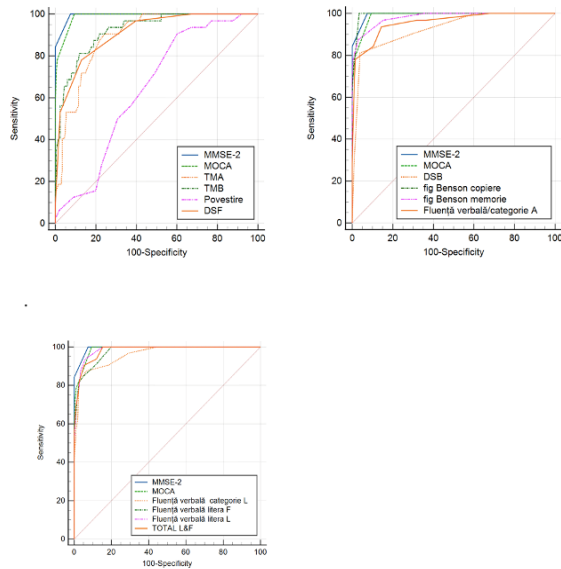 100
80
60
40
20
0
Sensitivity
0 20 40 60 80 100
100-Specificity
MMSE-2
MOCA
TMA
TMB
Povestire
DSF
100
80
60
40
20
0
Sensitivity
0 20 40 60 80 100
100-Specificity
MMSE-2
MOCA
DSB
fig Benson copiere
fig Benson memorie
Fluență verbală/categorie A
.
100
80
60
40
20
0
Sensitivity
0 20 40 60 80 100
100-Specificity
MMSE-2
MOCA
Fluență verbală categorie L
Fluență verbală litera F
Fluență verbală litera L
TOTAL L&F